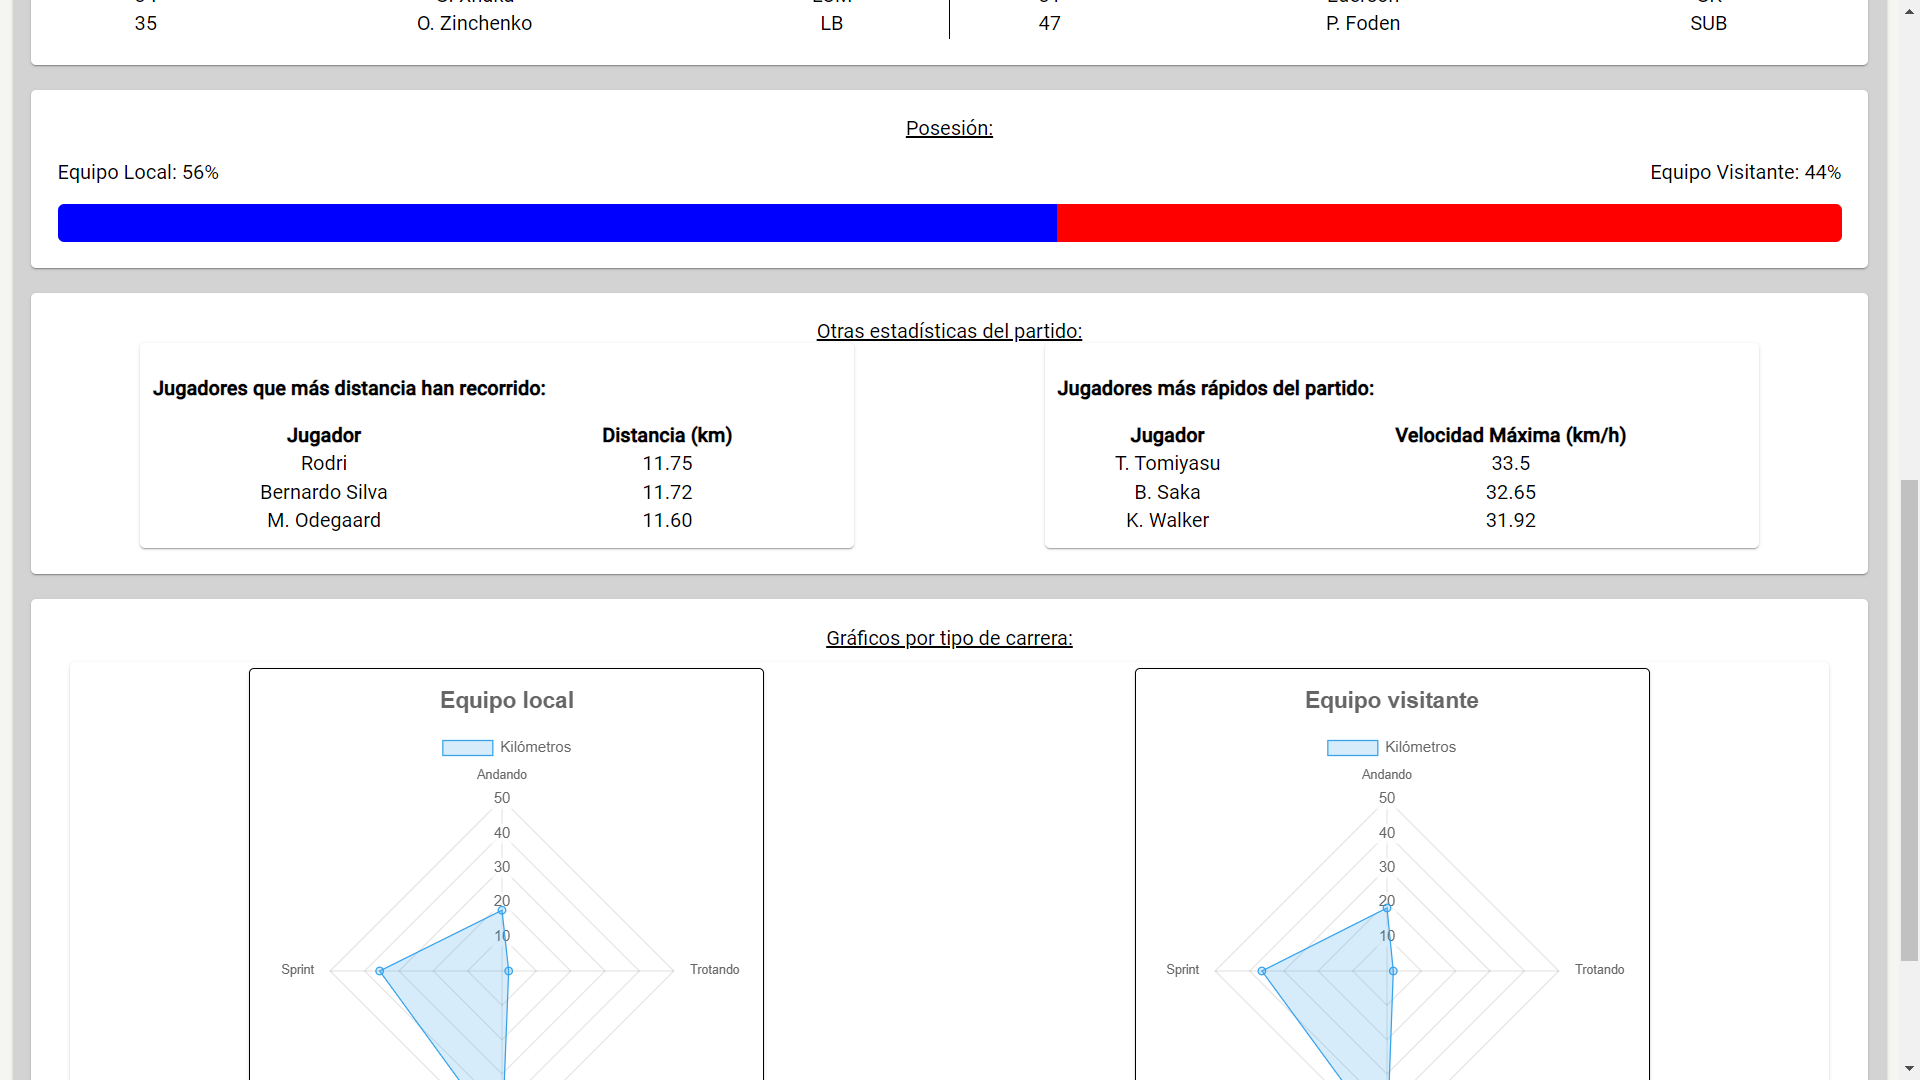 35 O. Zinchenko LB 47 P. Foden SUB
Posesión:
Equipo Local: 56% Equipo Visitante: 44%
Otras estadísticas del partido:
Jugadores que más distancia han recorrido:
Jugador Distancia (km)
Rodri 11.75
Bernardo Silva 11.72
M. Odegaard 11.60
Jugadores más rápidos del partido:
Jugador Velocidad Máxima (km/h)
T. Tomiyasu 33.5
B. Saka 32.65
K. Walker 31.92
Gráficos por tipo de carrera:
Equipo local
Kilómetros
Andando
50
40
30
20
10
Sprint Trotando
Equipo visitante
Kilómetros
Andando
50
40
30
20
10
Sprint Trotando